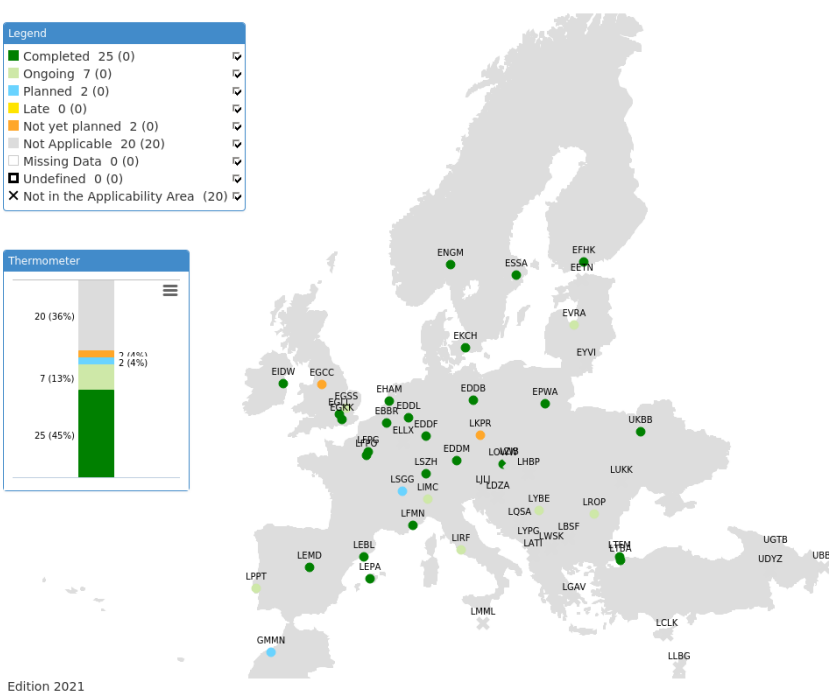 Legend
Completed 25 (0)
Ongoing 7 (0)
Planned 2 (0)
Late 0 (0)
Not yet planned 2 (0)
Not Applicable 20 (20)
Missing Data 0 (0)
Undefined 0 (0)
Not in the Applicability Area (20)
Thermometer
20 (36%)
2 (4%)
2 (4%)
7 (13%)
25 (45%)
ENGM
ESSA
EFHK
EETN
EVRA
EKCH
EYVI
EIDW
EGCC
EGSS
EGLL
EGKK
EHAM
EDDL
EBBR
EDDB
EPWA
ELLX
EDDF
LKPR
UKBB
LFPG
LFPO
EDDM
LOWW
LZIB
LHBP
LSZH
LUKK
LSGG
LIMC
LJLJ
LDZA
LYBE
LROP
LQSA
LFMN
LBSF
LYPG
LWSK
LATI
LIRF
LEBL
LEMD
LEPA
LTFM
LTBA
UGTB
UDYZ
UBB
LPPT
LGAV
LMML
LCLK
GMMN
LLBG
Edition 2021